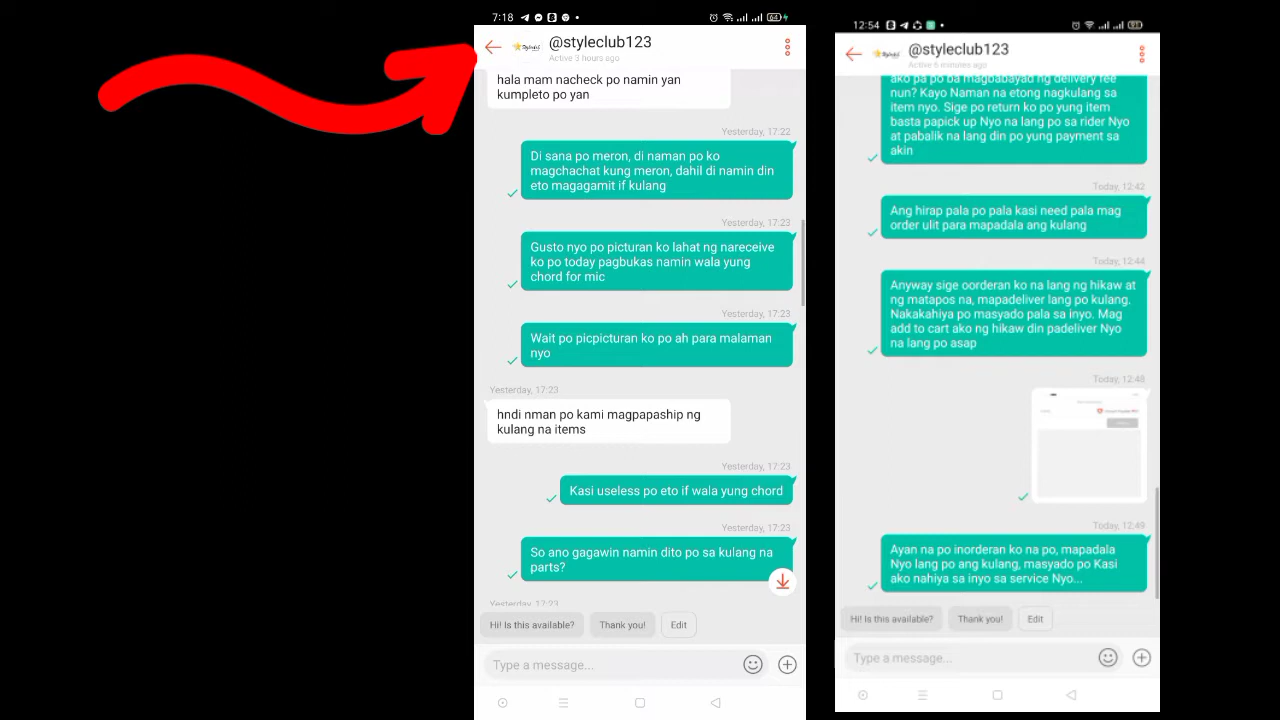 7:18
64
@styleclub123
Active 3 hours ago
hala mam nacheck po namin yan
kumpleto po yan
Yesterday, 17:22
Di sana po meron, di naman po ko
magchachat kung meron, dahil di namin din
eto magagamit if kulang
Yesterday, 17:23
Gusto nyo po picturan ko lahat ng nareceive
ko po today pagbukas namin wala yung
chord for mic
Yesterday, 17:23
Wait po picpicturan ko po ah para malaman
nyo
Yesterday, 17:23
hndi nman po kami magpapaship ng
kulang na items
Yesterday, 17:23
Kasi useless po eto if wala yung chord
Yesterday, 17:23
So ano gagawin namin dito po sa kulang na
parts?
Yesterday, 17:23
Hi! Is this available?
Thank you!
Edit
Type a message...
12:54
@styleclub123
Active 6 minutes ago
ako pa po ba magbabayad ng delivery fee
nun? Kayo Naman na etong nagkulang sa
item nyo. Sige po return ko po yung item
basta papick up Nyo na lang po sa rider Nyo
at pabalik na lang din po yung payment sa
akin
Today, 12:42
Ang hirap pala po pala kasi need pala mag
order ulit para mapadala ang kulang
Today, 12:44
Anyway sige oorderan ko na lang ng hikaw at
ng matapos na, mapadeliver lang po kulang.
Nakakahiya po masyado pala sa inyo. Mag
add to cart ako ng hikaw din padeliver Nyo
na lang po asap
Today, 12:48
Today, 12:49
Ayan na po inorderan ko na po, mapadala
Nyo lang po ang kulang, masyado po Kasi
ako nahiya sa inyo sa service Nyo...
Hi! Is this available?
Thank you!
Edit
Type a message...